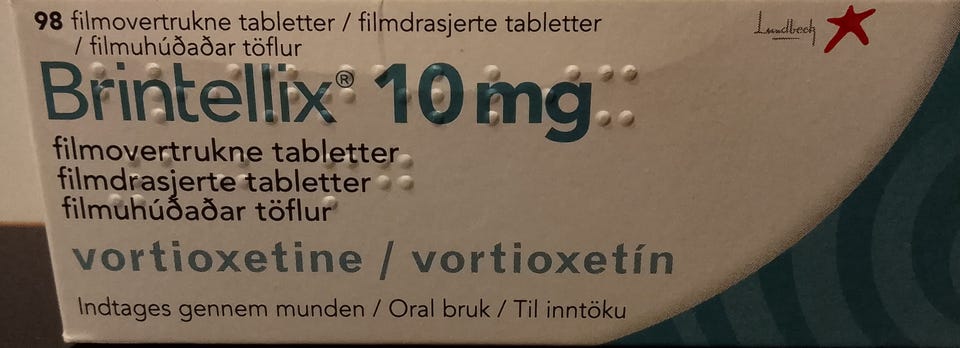 98 filmovertrukne tabletter / filmdrasjerte tabletter
/ filmuhúðaðar töflur
Lundbeck
Brintellix® 10 mg
filmovertrukne tabletter
filmdrasjerte tabletter
filmuhúðaðar töflur
vortioxetine / vortioxetín
Indtages gennem munden / Oral bruk / Til inntöku